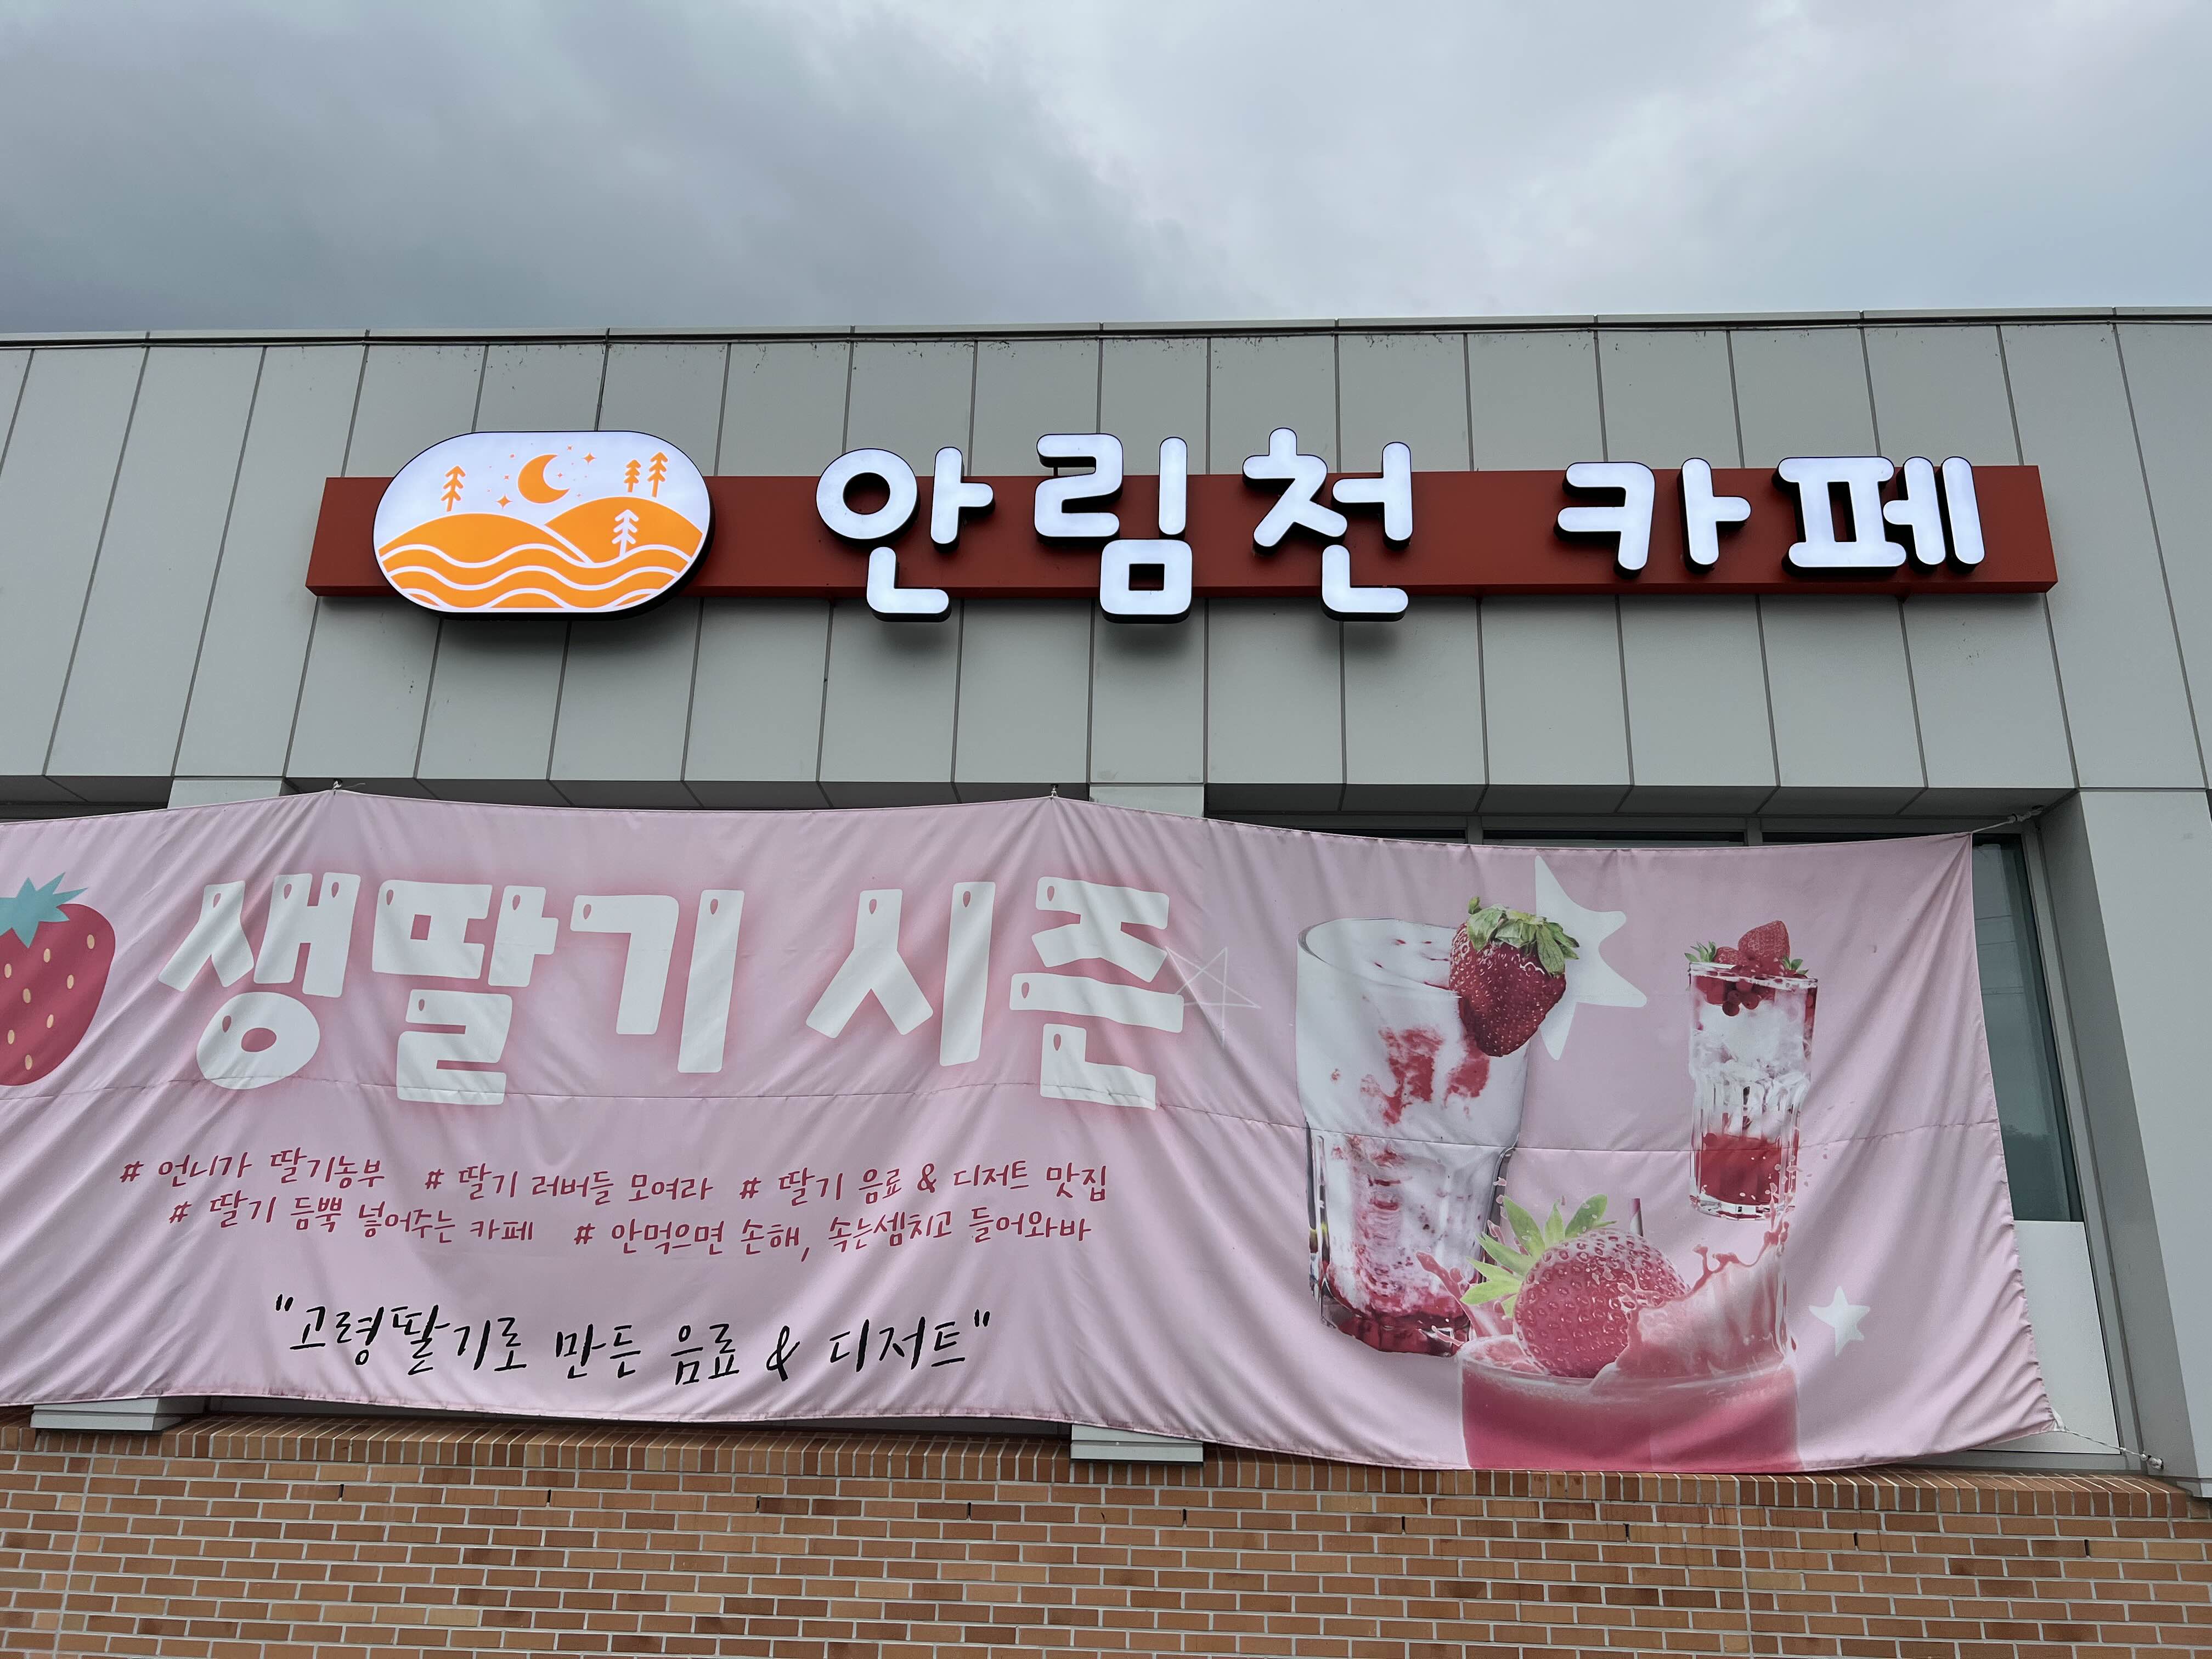 안림천 카페
생딸기 시즌
# 언니가 딸기농부 # 딸기 러버들 모여라 # 딸기 음료 & 디저트 맛집
# 딸기 듬뿍 넣어주는 카페 # 안먹으면 손해, 속는셈치고 들어와바
"고령딸기로 만든 음료 & 디저트"